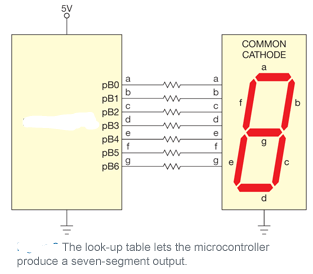 5V
COMMON
CATHODE
pB0 a a
pB1 b b
pB2 c c
pB3 d d
pB4 e e
pB5 f f
pB6 g g
a
f b
g
e c
d
The look-up table lets the microcontroller
produce a seven-segment output.